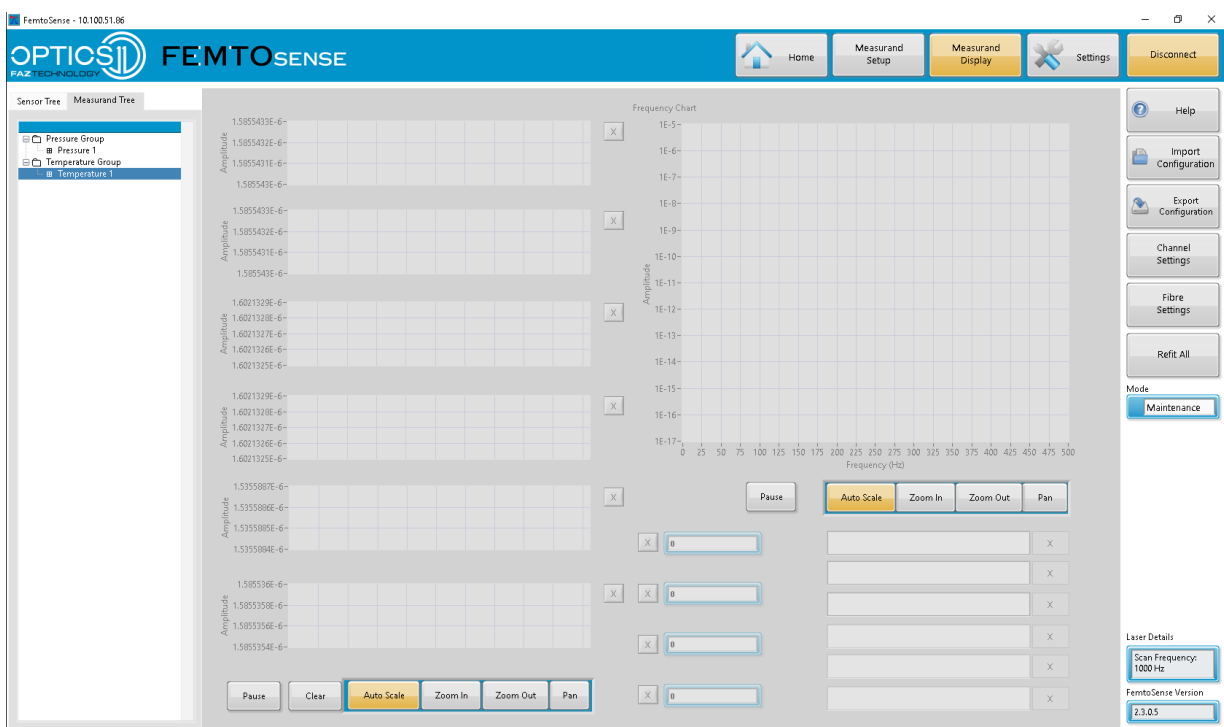 FemtoSense - 10.100.51.86
OPTICS11
FAZ TECHNOLOGY
FEMTOSENSE
Home
Measurand
Setup
Measurand
Display
Settings
Disconnect
Sensor Tree
Measurand Tree
Pressure Group
Pressure 1
Temperature Group
Temperature 1
Amplitude
1.5855433E-6
1.5855432E-6
1.5855431E-6
1.585543E-6
X
Amplitude
1.5855433E-6
1.5855432E-6
1.5855431E-6
1.585543E-6
X
Amplitude
1.6021329E-6
1.6021328E-6
1.6021327E-6
1.6021326E-6
1.6021325E-6
X
Amplitude
1.6021329E-6
1.6021328E-6
1.6021327E-6
1.6021326E-6
1.6021325E-6
X
Amplitude
1.5355887E-6
1.5355886E-6
1.5355885E-6
1.5355884E-6
X
Amplitude
1.585536E-6
1.5855358E-6
1.5855356E-6
1.5855354E-6
X
Pause
Clear
Auto Scale
Zoom In
Zoom Out
Pan
Frequency Chart
Amplitude
1E-5
1E-6
1E-7
1E-8
1E-9
1E-10
1E-11
1E-12
1E-13
1E-14
1E-15
1E-16
1E-17
0 25 50 75 100 125 150 175 200 225 250 275 300 325 350 375 400 425 450 475 500
Frequency (Hz)
Pause
Auto Scale
Zoom In
Zoom Out
Pan
X 0
X 0
X 0
X 0
X
X
X
X
X
X
Help
Import
Configuration
Export
Configuration
Channel
Settings
Fibre
Settings
Refit All
Mode
Maintenance
Laser Details
Scan Frequency:
1000 Hz
FemtoSense Version
2.3.0.5